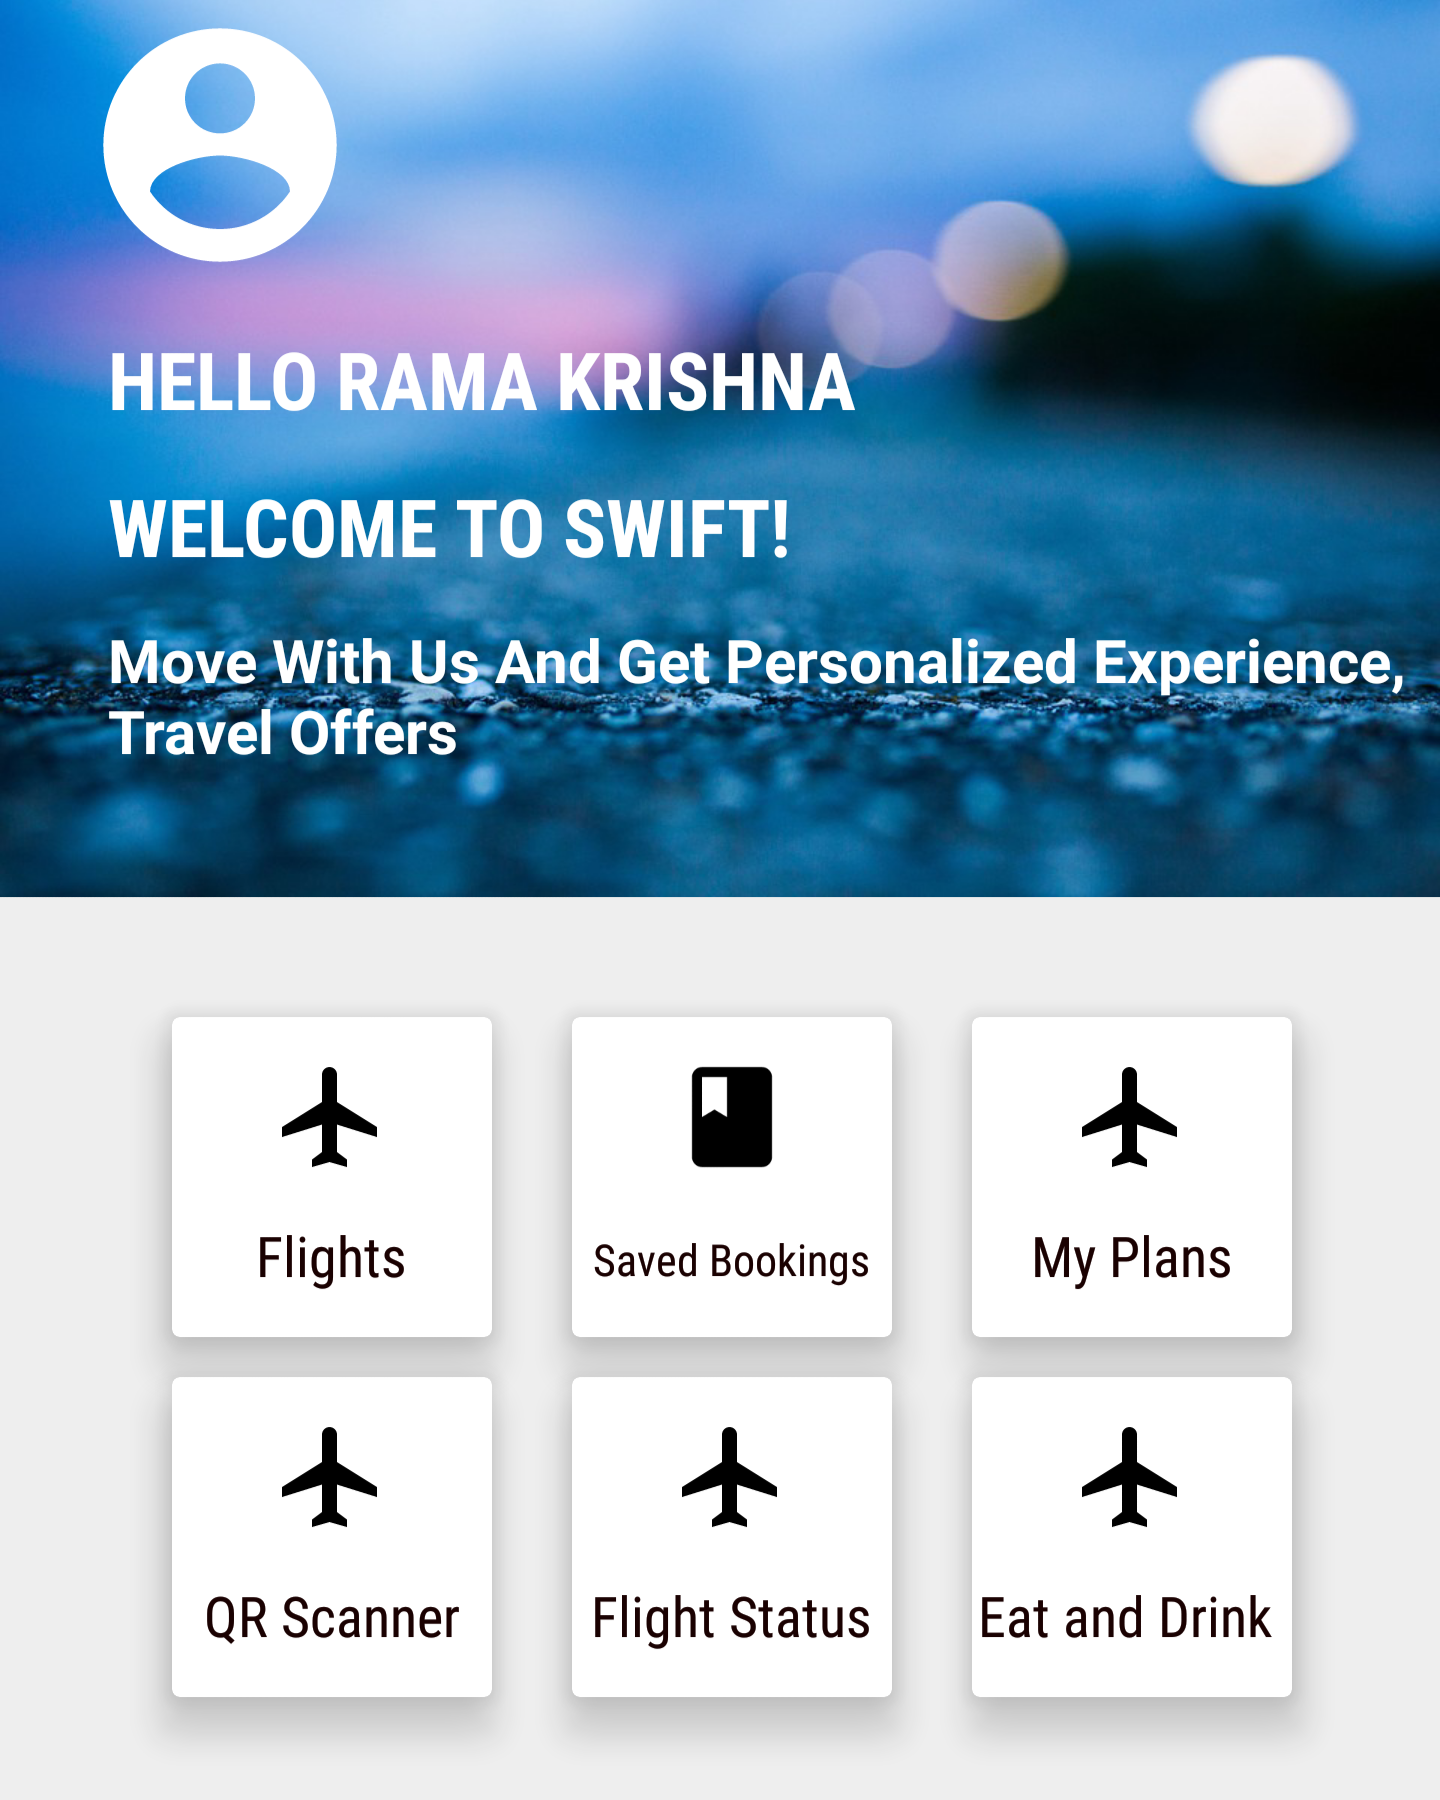 HELLO RAMA KRISHNA
WELCOME TO SWIFT!
Move With Us And Get Personalized Experience,
Travel Offers
Flights
Saved Bookings
My Plans
QR Scanner
Flight Status
Eat and Drink